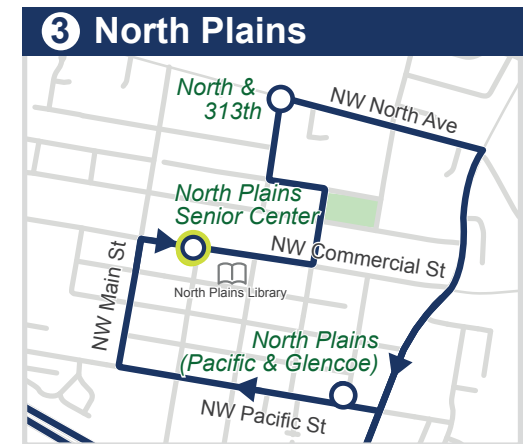 3 North Plains
North &
313th
NW North Ave
North Plains
Senior Center
NW Commercial St
NW Main St
North Plains Library
North Plains
(Pacific & Glencoe)
NW Pacific St